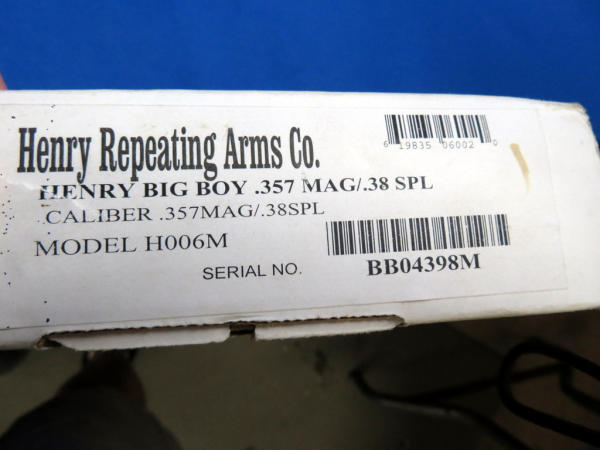 Henry Repeating Arms Co.
6 19835 06002 0
HENRY BIG BOY .357 MAG/.38 SPL
CALIBER .357MAG/.38SPL
MODEL H006M
SERIAL NO. BB04398M